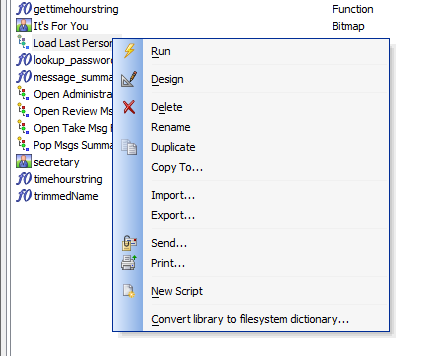 gettimehourstring Function
It's For You Bitmap
Load Last Person
lookup_password
message_summa
Open Administra
Open Review Ms
Open Take Msg
Pop Msgs Summa
secretary
timehourstring
trimmedName
Run
Design
Delete
Rename
Duplicate
Copy To...
Import...
Export...
Send...
Print...
New Script
Convert library to filesystem dictionary...